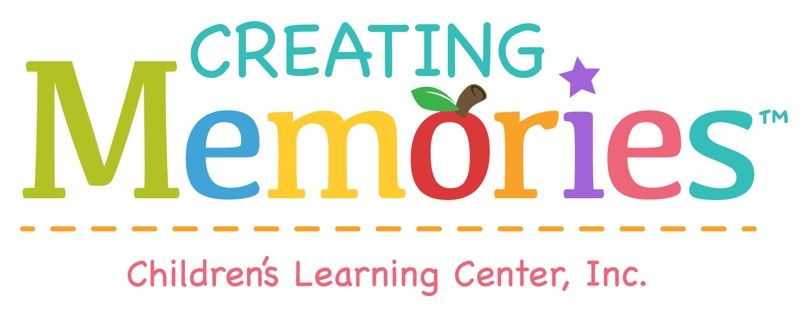 CREATING
Memories™
Children's Learning Center, Inc.